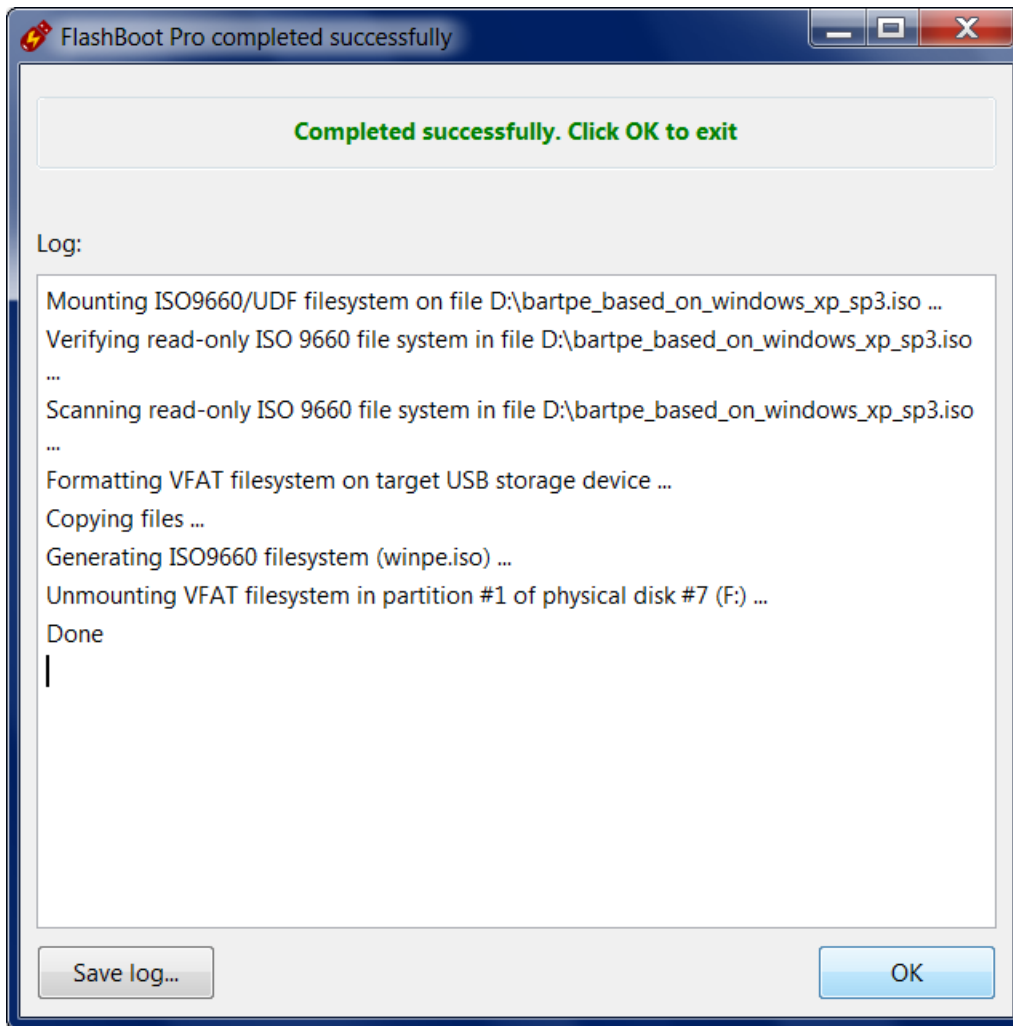 FlashBoot Pro completed successfully
Completed successfully. Click OK to exit
Log:
Mounting ISO9660/UDF filesystem on file D:\bartpe_based_on_windows_xp_sp3.iso ...
Verifying read-only ISO 9660 file system in file D:\bartpe_based_on_windows_xp_sp3.iso
...
Scanning read-only ISO 9660 file system in file D:\bartpe_based_on_windows_xp_sp3.iso
...
Formatting VFAT filesystem on target USB storage device ...
Copying files ...
Generating ISO9660 filesystem (winpe.iso) ...
Unmounting VFAT filesystem in partition #1 of physical disk #7 (F:) ...
Done
Save log...
OK